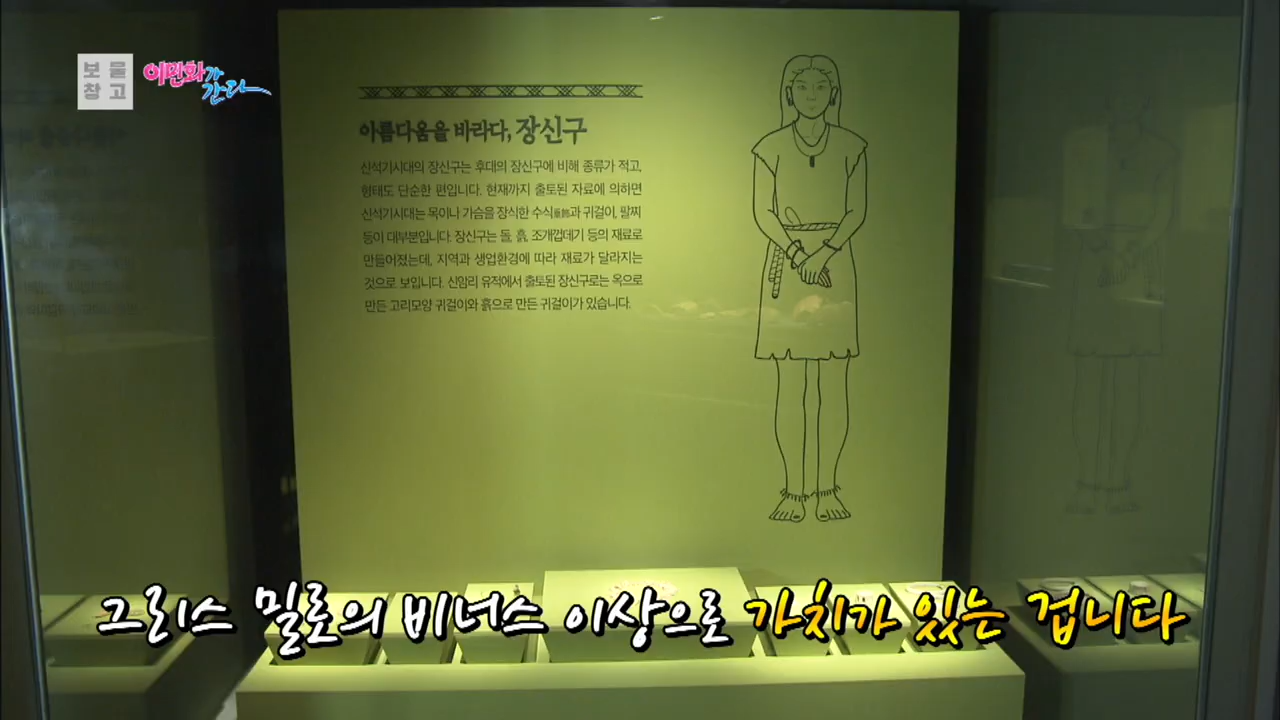 보물
창고
이민화가
간다
아름다움을 바라다, 장신구
신석기시대의 장신구는 후대의 장신구에 비해 종류가 적고,
형태도 단순한 편입니다. 현재까지 출토된 자료에 의하면
신석기시대는 목이나 가슴을 장식한 수식垂飾과 귀걸이, 팔찌
등이 대부분입니다. 장신구는 돌, 흙, 조개껍데기 등의 재료로
만들어졌는데, 지역과 생업환경에 따라 재료가 달라지는
것으로 보입니다. 신암리 유적에서 출토된 장신구로는 옥으로
만든 고리모양 귀걸이와 흙으로 만든 귀걸이가 있습니다.
그리스 밀로의 비너스 이상으로 가치가 있는 겁니다